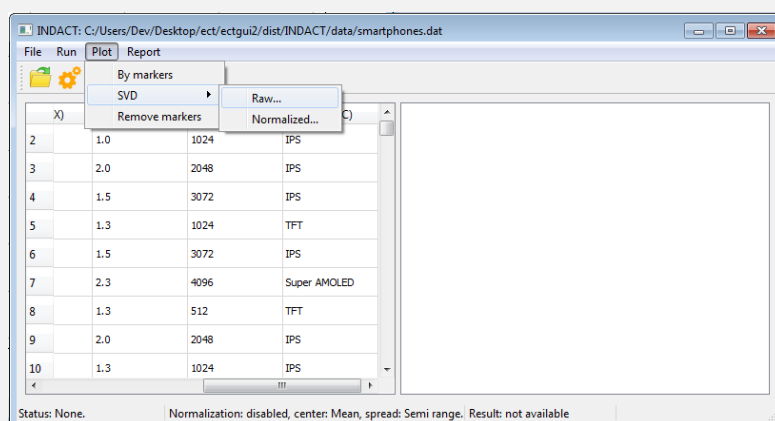 INDACT: C:/Users/Dev/Desktop/ect/ectgui2/dist/INDACT/data/smartphones.dat
File Run Plot Report
By markers
SVD
Raw...
Remove markers
Normalized...
X)
C)
2 1.0 1024 IPS
3 2.0 2048 IPS
4 1.5 3072 IPS
5 1.3 1024 TFT
6 1.5 3072 IPS
7 2.3 4096 Super AMOLED
8 1.3 512 TFT
9 2.0 2048 IPS
10 1.3 1024 IPS
Status: None. Normalization: disabled, center: Mean, spread: Semi range. Result: not available